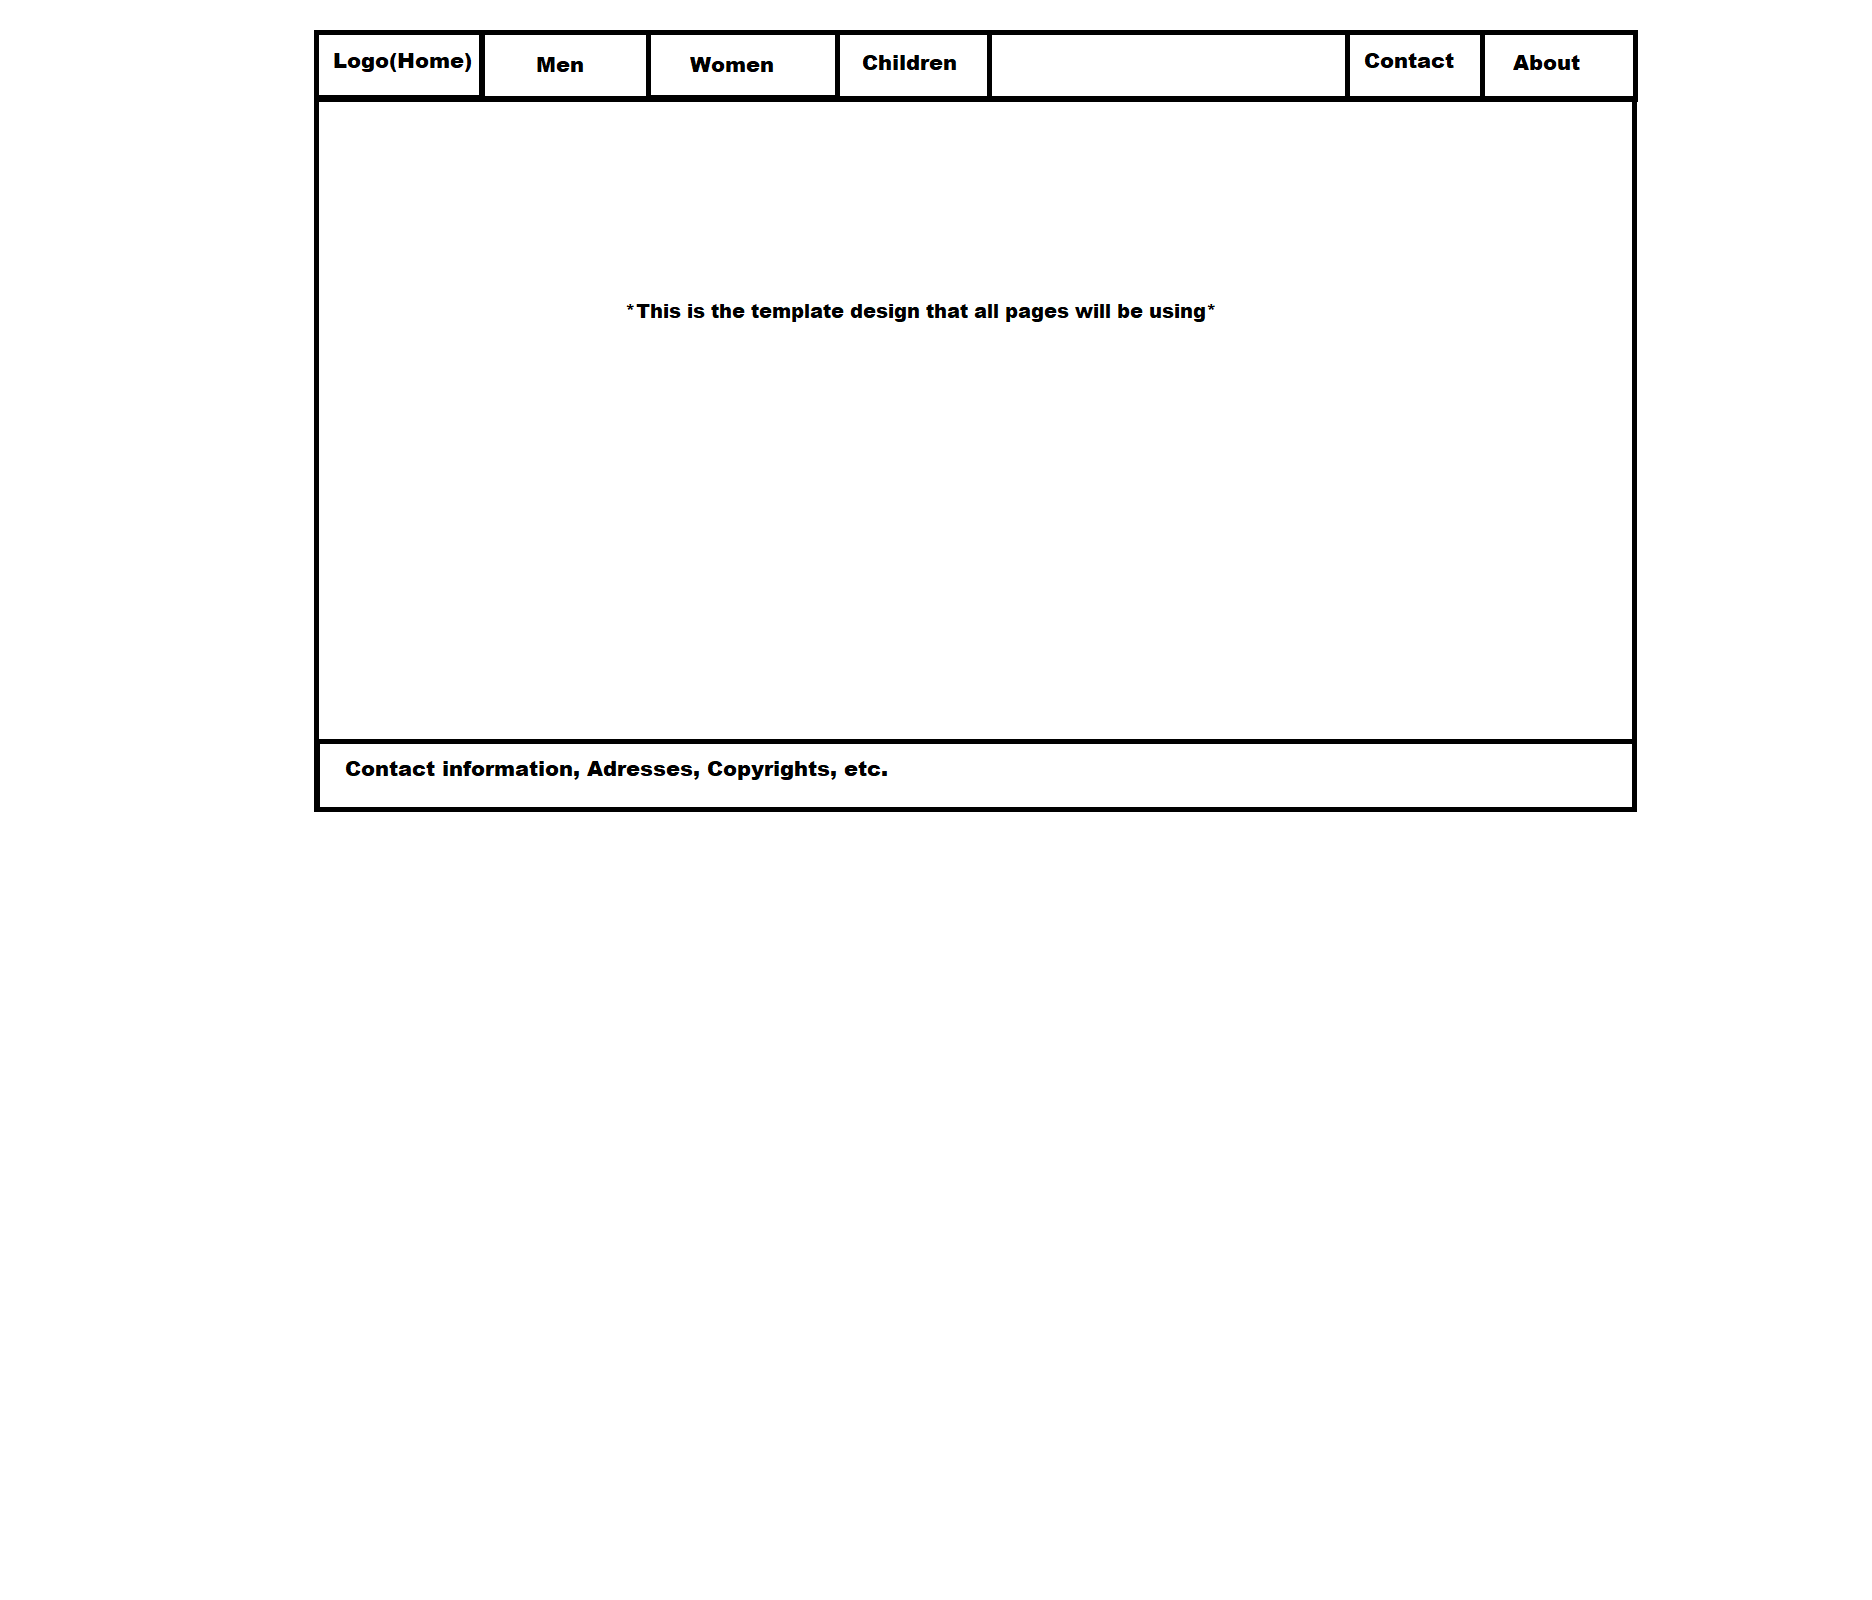 Logo(Home) Men Women Children Contact About
*This is the template design that all pages will be using*
Contact information, Adresses, Copyrights, etc.